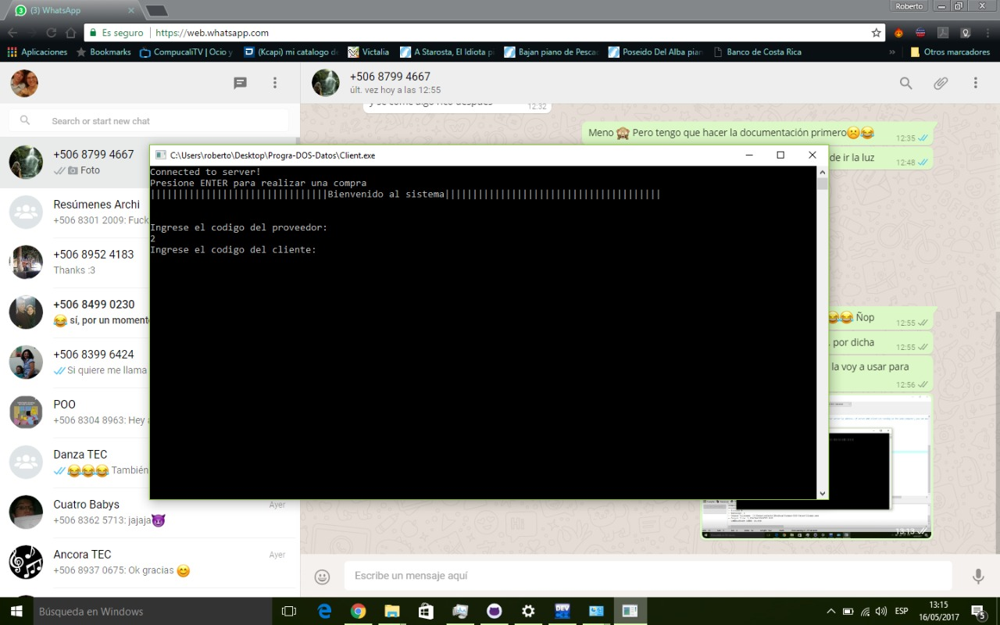 (3) WhatsApp
Roberto
Es seguro
https://web.whatsapp.com
Aplicaciones
Bookmarks
CompucaliTV | Ocio y
(Kcapi) mi catalogo de
Victalia
A Starosta, El Idiota
Bajan piano de Pescac
Poseido Del Alba pian
Banco de Costa Rica
»
Otros marcadores
+506 8799 4667
últ. vez hoy a las 12:55
Search or start new chat
+506 8799 4667
Foto
Resúmenes Archi
+506 8301 2009: Fuck
+506 8952 4183
Thanks :3
+506 8499 0230
😂 sí, por un momento
+506 8399 6424
Si quiere me llama
POO
+506 8304 8963: Hey a
Danza TEC
😂😂😂 También
Cuatro Babys
Ayer
+506 8362 5713: jajaja😈
Ancora TEC
Ayer
+506 8937 0675: Ok gracias 😊
y se come algo rico después
12:32
Meno 🙈 Pero tengo que hacer la documentación primero☹️😂
12:35
de ir la luz
12:48
C:\Users\roberto\Desktop\Progra-DOS-Datos\Client.exe
Connected to server!
Presione ENTER para realizar una compra
||||||||||||||||||||||||||||||||Bienvenido al sistema|||||||||||||||||||||||||||||||||||||||
Ingrese el codigo del proveedor:
2
Ingrese el codigo del cliente:
😂😂 Ñop
12:55
. por dicha
12:55
la voy a usar para
12:56
13:13
Escribe un mensaje aquí
Búsqueda en Windows
DEV
ESP
13:15
16/05/2017
5